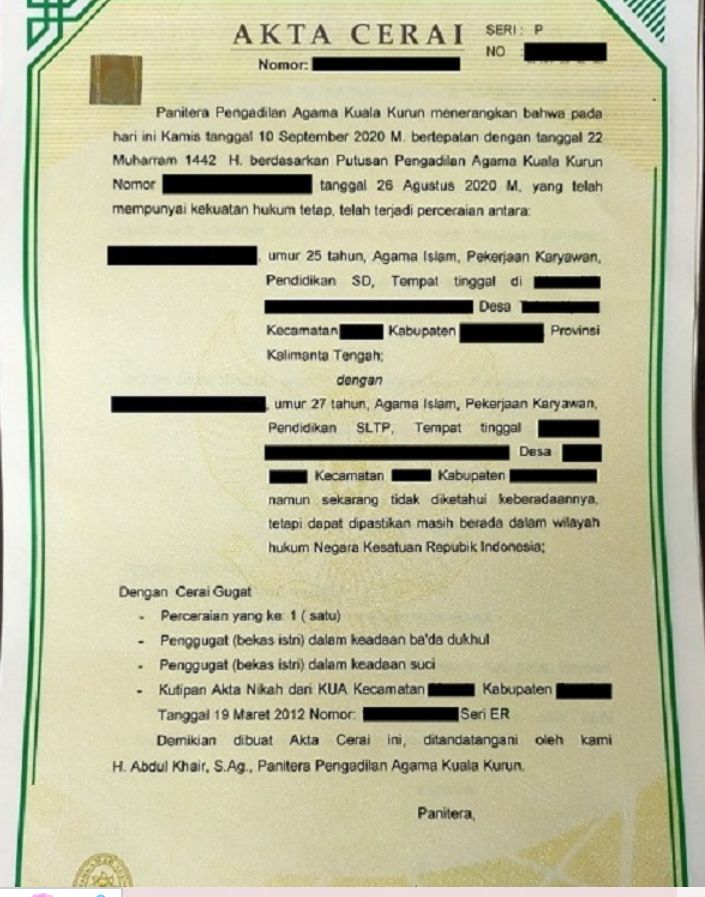 AKTA CERAI
SERI: P
NO
Nomor:
Panitera Pengadilan Agama Kuala Kurun menerangkan bahwa pada
hari ini Kamis tanggal 10 September 2020 M. bertepatan dengan tanggal 22
Muharram 1442 H. berdasarkan Putusan Pengadilan Agama Kuala Kurun
Nomor tanggal 26 Agustus 2020 M, yang telah
mempunyai kekuatan hukum tetap, telah terjadi perceraian antara:
, umur 25 tahun, Agama Islam, Pekerjaan Karyawan,
Pendidikan SD, Tempat tinggal di
Desa
Kecamatan Kabupaten Provinsi
Kalimanta Tengah;
dengan
, umur 27 tahun, Agama Islam, Pekerjaan Karyawan,
Pendidikan SLTP, Tempat tinggal
Desa
Kecamatan Kabupaten
namun sekarang tidak diketahui keberadaannya,
tetapi dapat dipastikan masih berada dalam wilayah
hukum Negara Kesatuan Repubik Indonesia;
Dengan Cerai Gugat
- Perceraian yang ke: 1 ( satu)
- Penggugat (bekas istri) dalam keadaan ba'da dukhul
- Penggugat (bekas istri) dalam keadaan suci
- Kutipan Akta Nikah dari KUA Kecamatan Kabupaten
Tanggal 19 Maret 2012 Nomor: Seri ER
Demikian dibuat Akta Cerai ini, ditandatangani oleh kami
H. Abdul Khair, S.Ag., Panitera Pengadilan Agama Kuala Kurun.
Panitera,